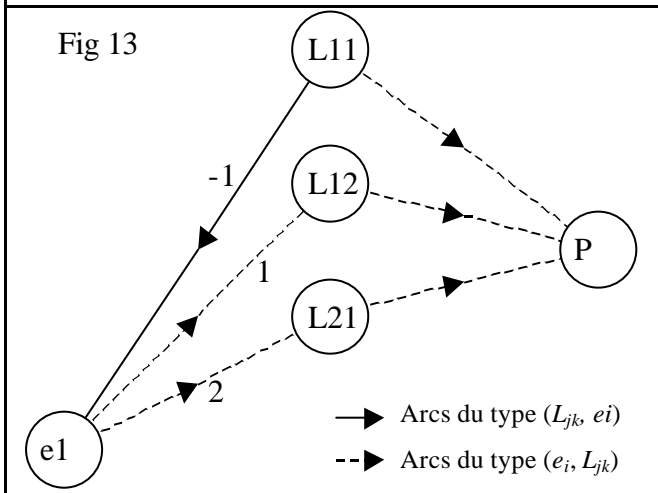 Fig 13
L11
-1
L12
1
P
L21
2
e1
Arcs du type (Ljk, ei)
Arcs du type (ei, Ljk)